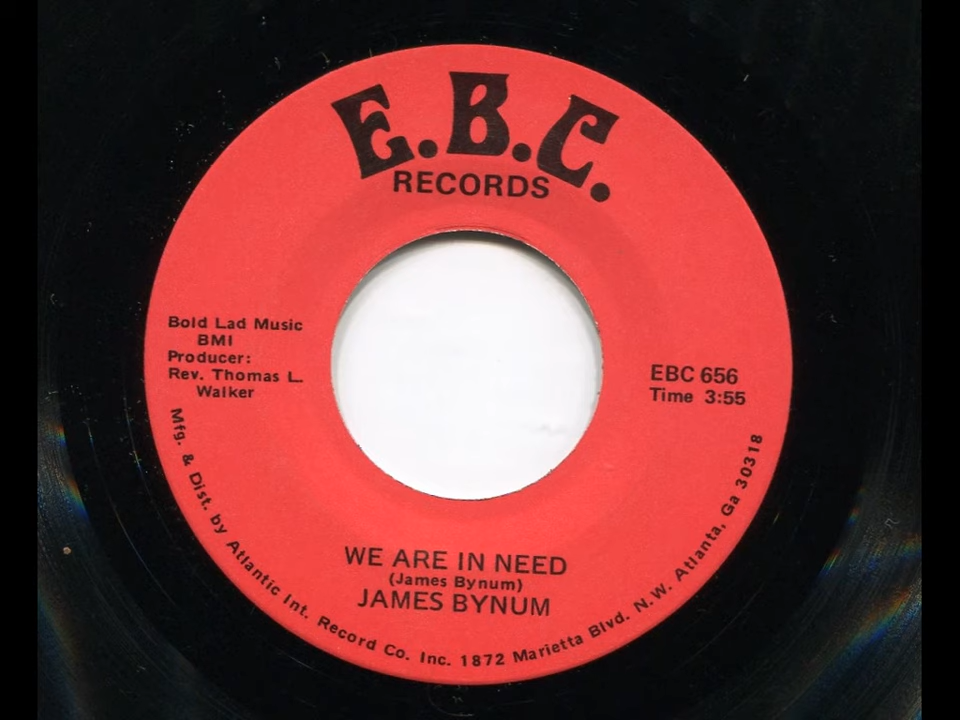 E.B.C.
RECORDS
Bold Lad Music
BMI
Producer:
Rev. Thomas L.
Walker
EBC 656
Time 3:55
WE ARE IN NEED
(James Bynum)
JAMES BYNUM
Mfg. & Dist. by Atlantic Int. Record Co. Inc. 1872 Marietta Blvd. N.W. Atlanta, Ga 30318